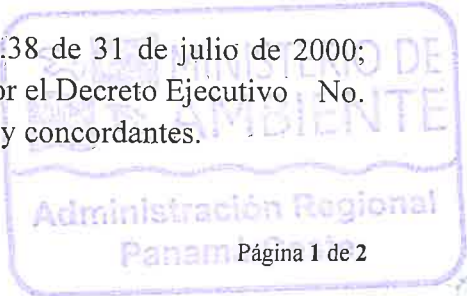 .38 de 31 de julio de 2000;
or el Decreto Ejecutivo No.
y concordantes.
MINISTERIO DE
AMBIENTE
Administración Regional
Panamá
Página 1 de 2